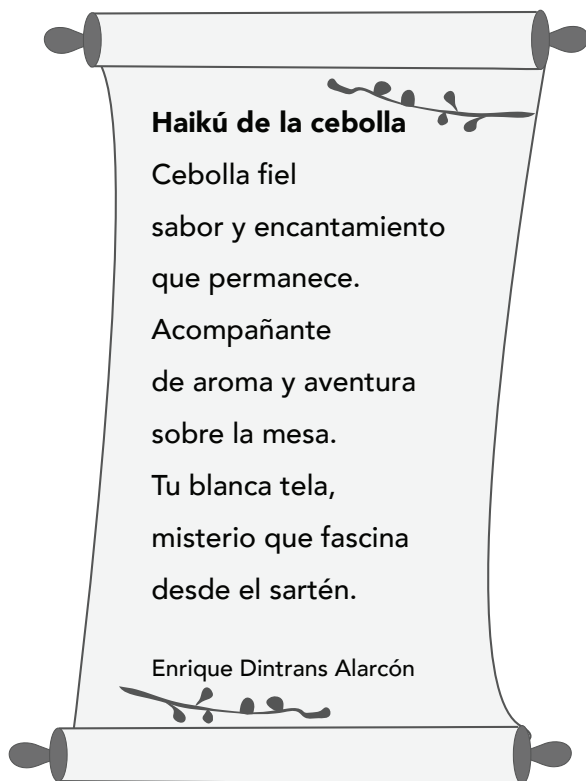 Haikú de la cebolla
Cebolla fiel
sabor y encantamiento
que permanece.
Acompañante
de aroma y aventura
sobre la mesa.
Tu blanca tela,
misterio que fascina
desde el sartén.
Enrique Dintrans Alarcón